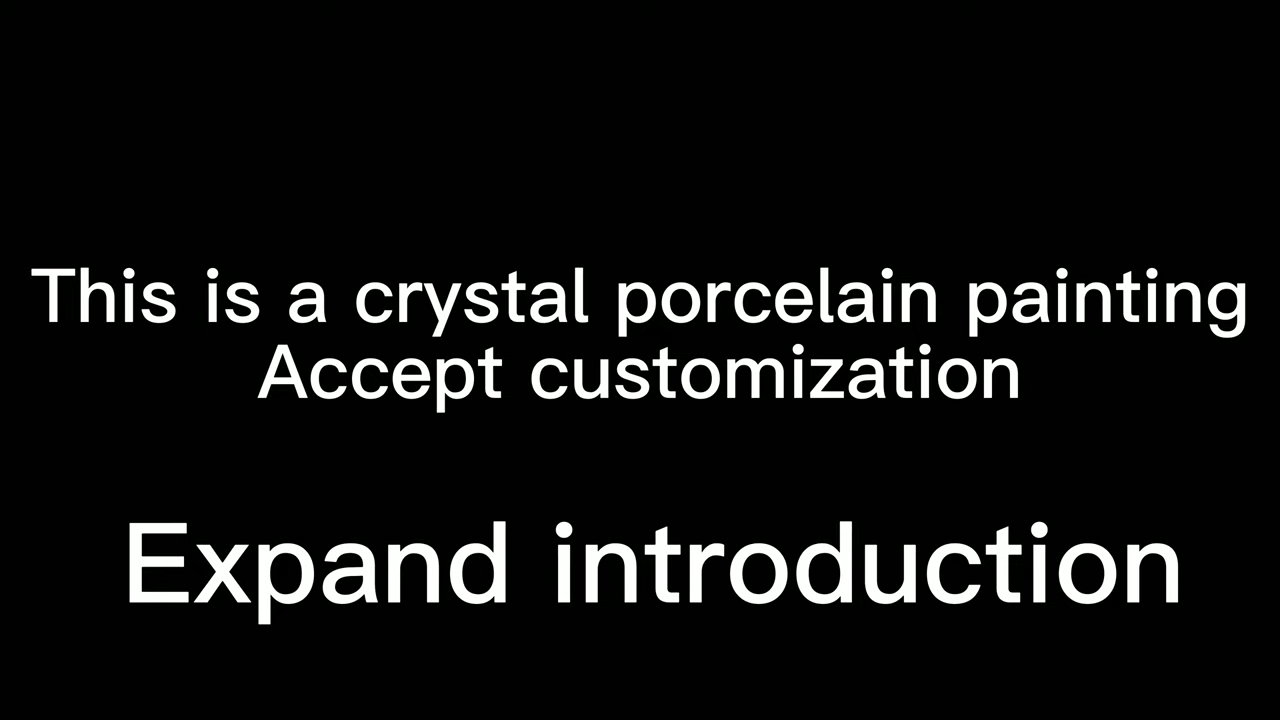 This is a crystal porcelain painting
Accept customization
Expand introduction